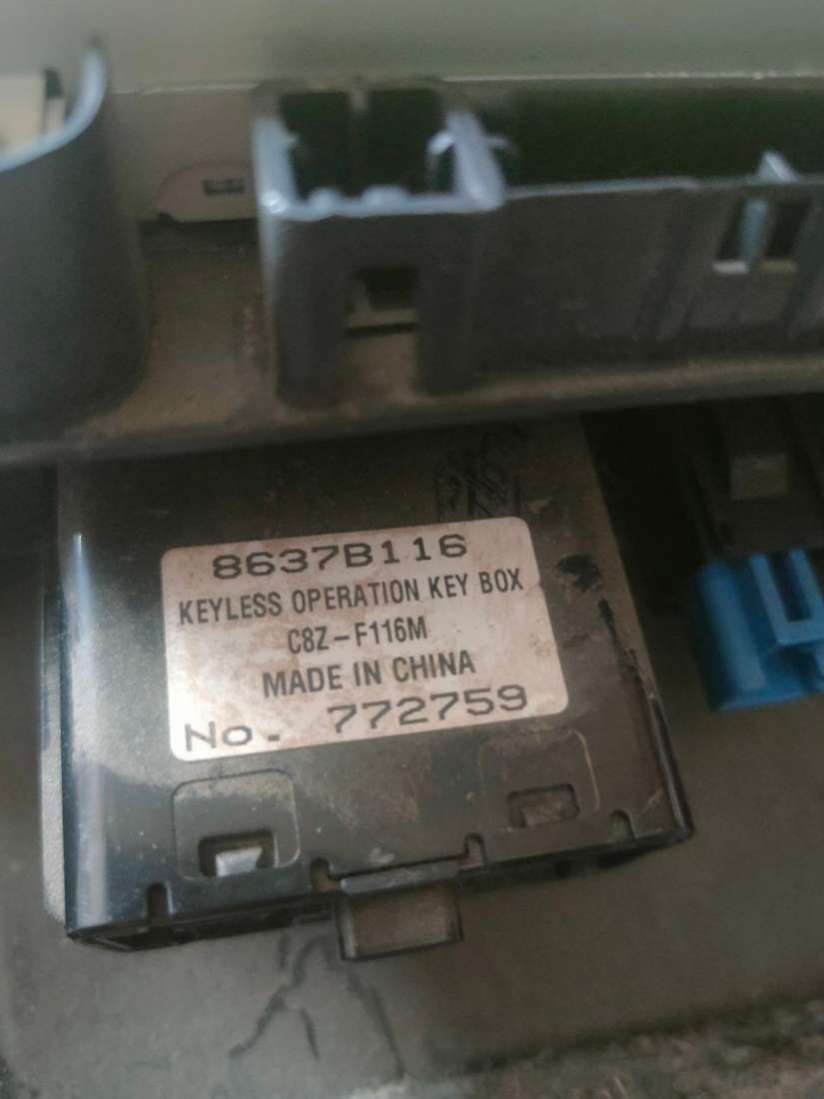 8637B116
KEYLESS OPERATION KEY BOX
C8Z-F116M
MADE IN CHINA
No. 772759